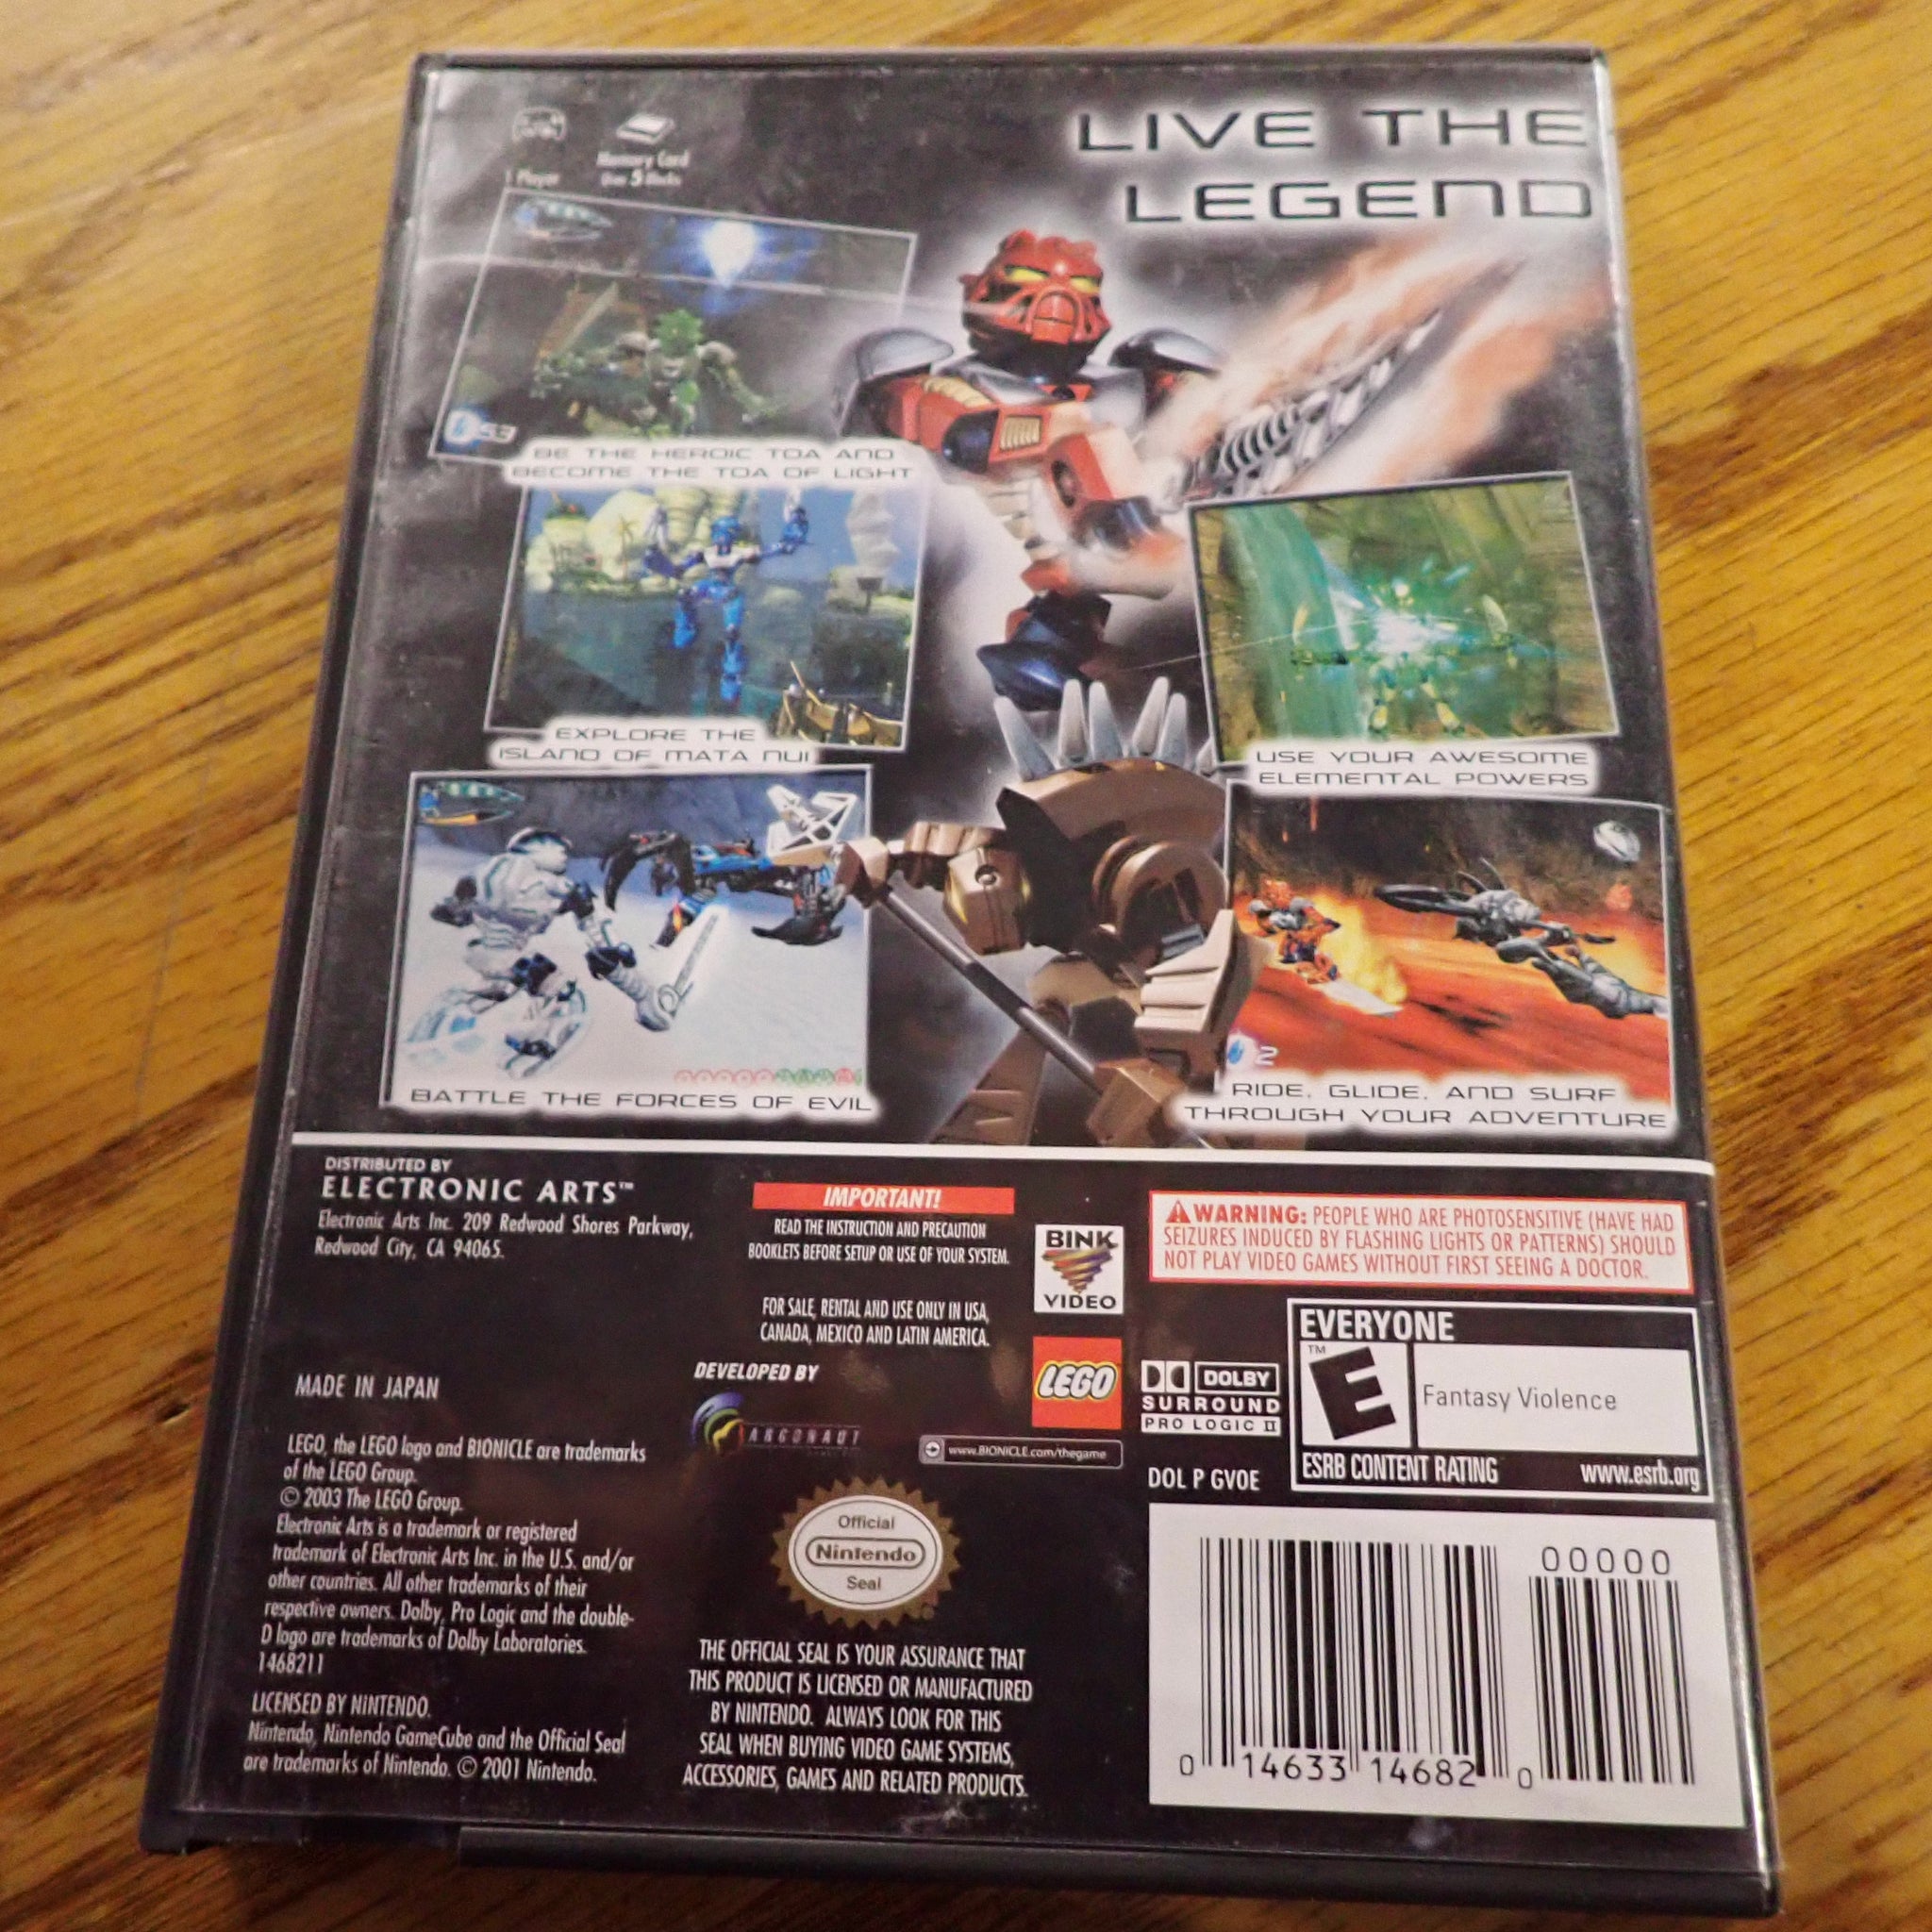 LIVE THE
LEGEND
1 Player
Memory Card
Uses 5 Blocks
53
BE THE HEROIC TOA AND
BECOME THE TOA OF LIGHT
EXPLORE THE
ISLAND OF MATA NUI
USE YOUR AWESOME
ELEMENTAL POWERS
BATTLE THE FORCES OF EVIL
2
RIDE, GLIDE, AND SURF
THROUGH YOUR ADVENTURE
DISTRIBUTED BY
ELECTRONIC ARTS™
Electronic Arts Inc. 209 Redwood Shores Parkway,
Redwood City, CA 94065.
MADE IN JAPAN
LEGO, the LEGO logo and BIONICLE are trademarks
of the LEGO Group.
© 2003 The LEGO Group.
Electronic Arts is a trademark or registered
trademark of Electronic Arts Inc. in the U.S. and/or
other countries. All other trademarks of their
respective owners. Dolby, Pro Logic and the double-
D logo are trademarks of Dolby Laboratories.
1468211
LICENSED BY NINTENDO.
Nintendo, Nintendo GameCube and the Official Seal
are trademarks of Nintendo. © 2001 Nintendo.
IMPORTANT!
READ THE INSTRUCTION AND PRECAUTION
BOOKLETS BEFORE SETUP OR USE OF YOUR SYSTEM.
FOR SALE, RENTAL AND USE ONLY IN USA,
CANADA, MEXICO AND LATIN AMERICA.
DEVELOPED BY
ARGONAUT
BINK
VIDEO
LEGO
www.BIONICLE.com/thegame
Official
Nintendo
Seal
THE OFFICIAL SEAL IS YOUR ASSURANCE THAT
THIS PRODUCT IS LICENSED OR MANUFACTURED
BY NINTENDO. ALWAYS LOOK FOR THIS
SEAL WHEN BUYING VIDEO GAME SYSTEMS,
ACCESSORIES, GAMES AND RELATED PRODUCTS.
WARNING: PEOPLE WHO ARE PHOTOSENSITIVE (HAVE HAD
SEIZURES INDUCED BY FLASHING LIGHTS OR PATTERNS) SHOULD
NOT PLAY VIDEO GAMES WITHOUT FIRST SEEING A DOCTOR.
DOLBY
SURROUND
PRO LOGIC II
EVERYONE
E™
Fantasy Violence
ESRB CONTENT RATING www.esrb.org
DOL P GVOE
00000
0 14633 14682 0